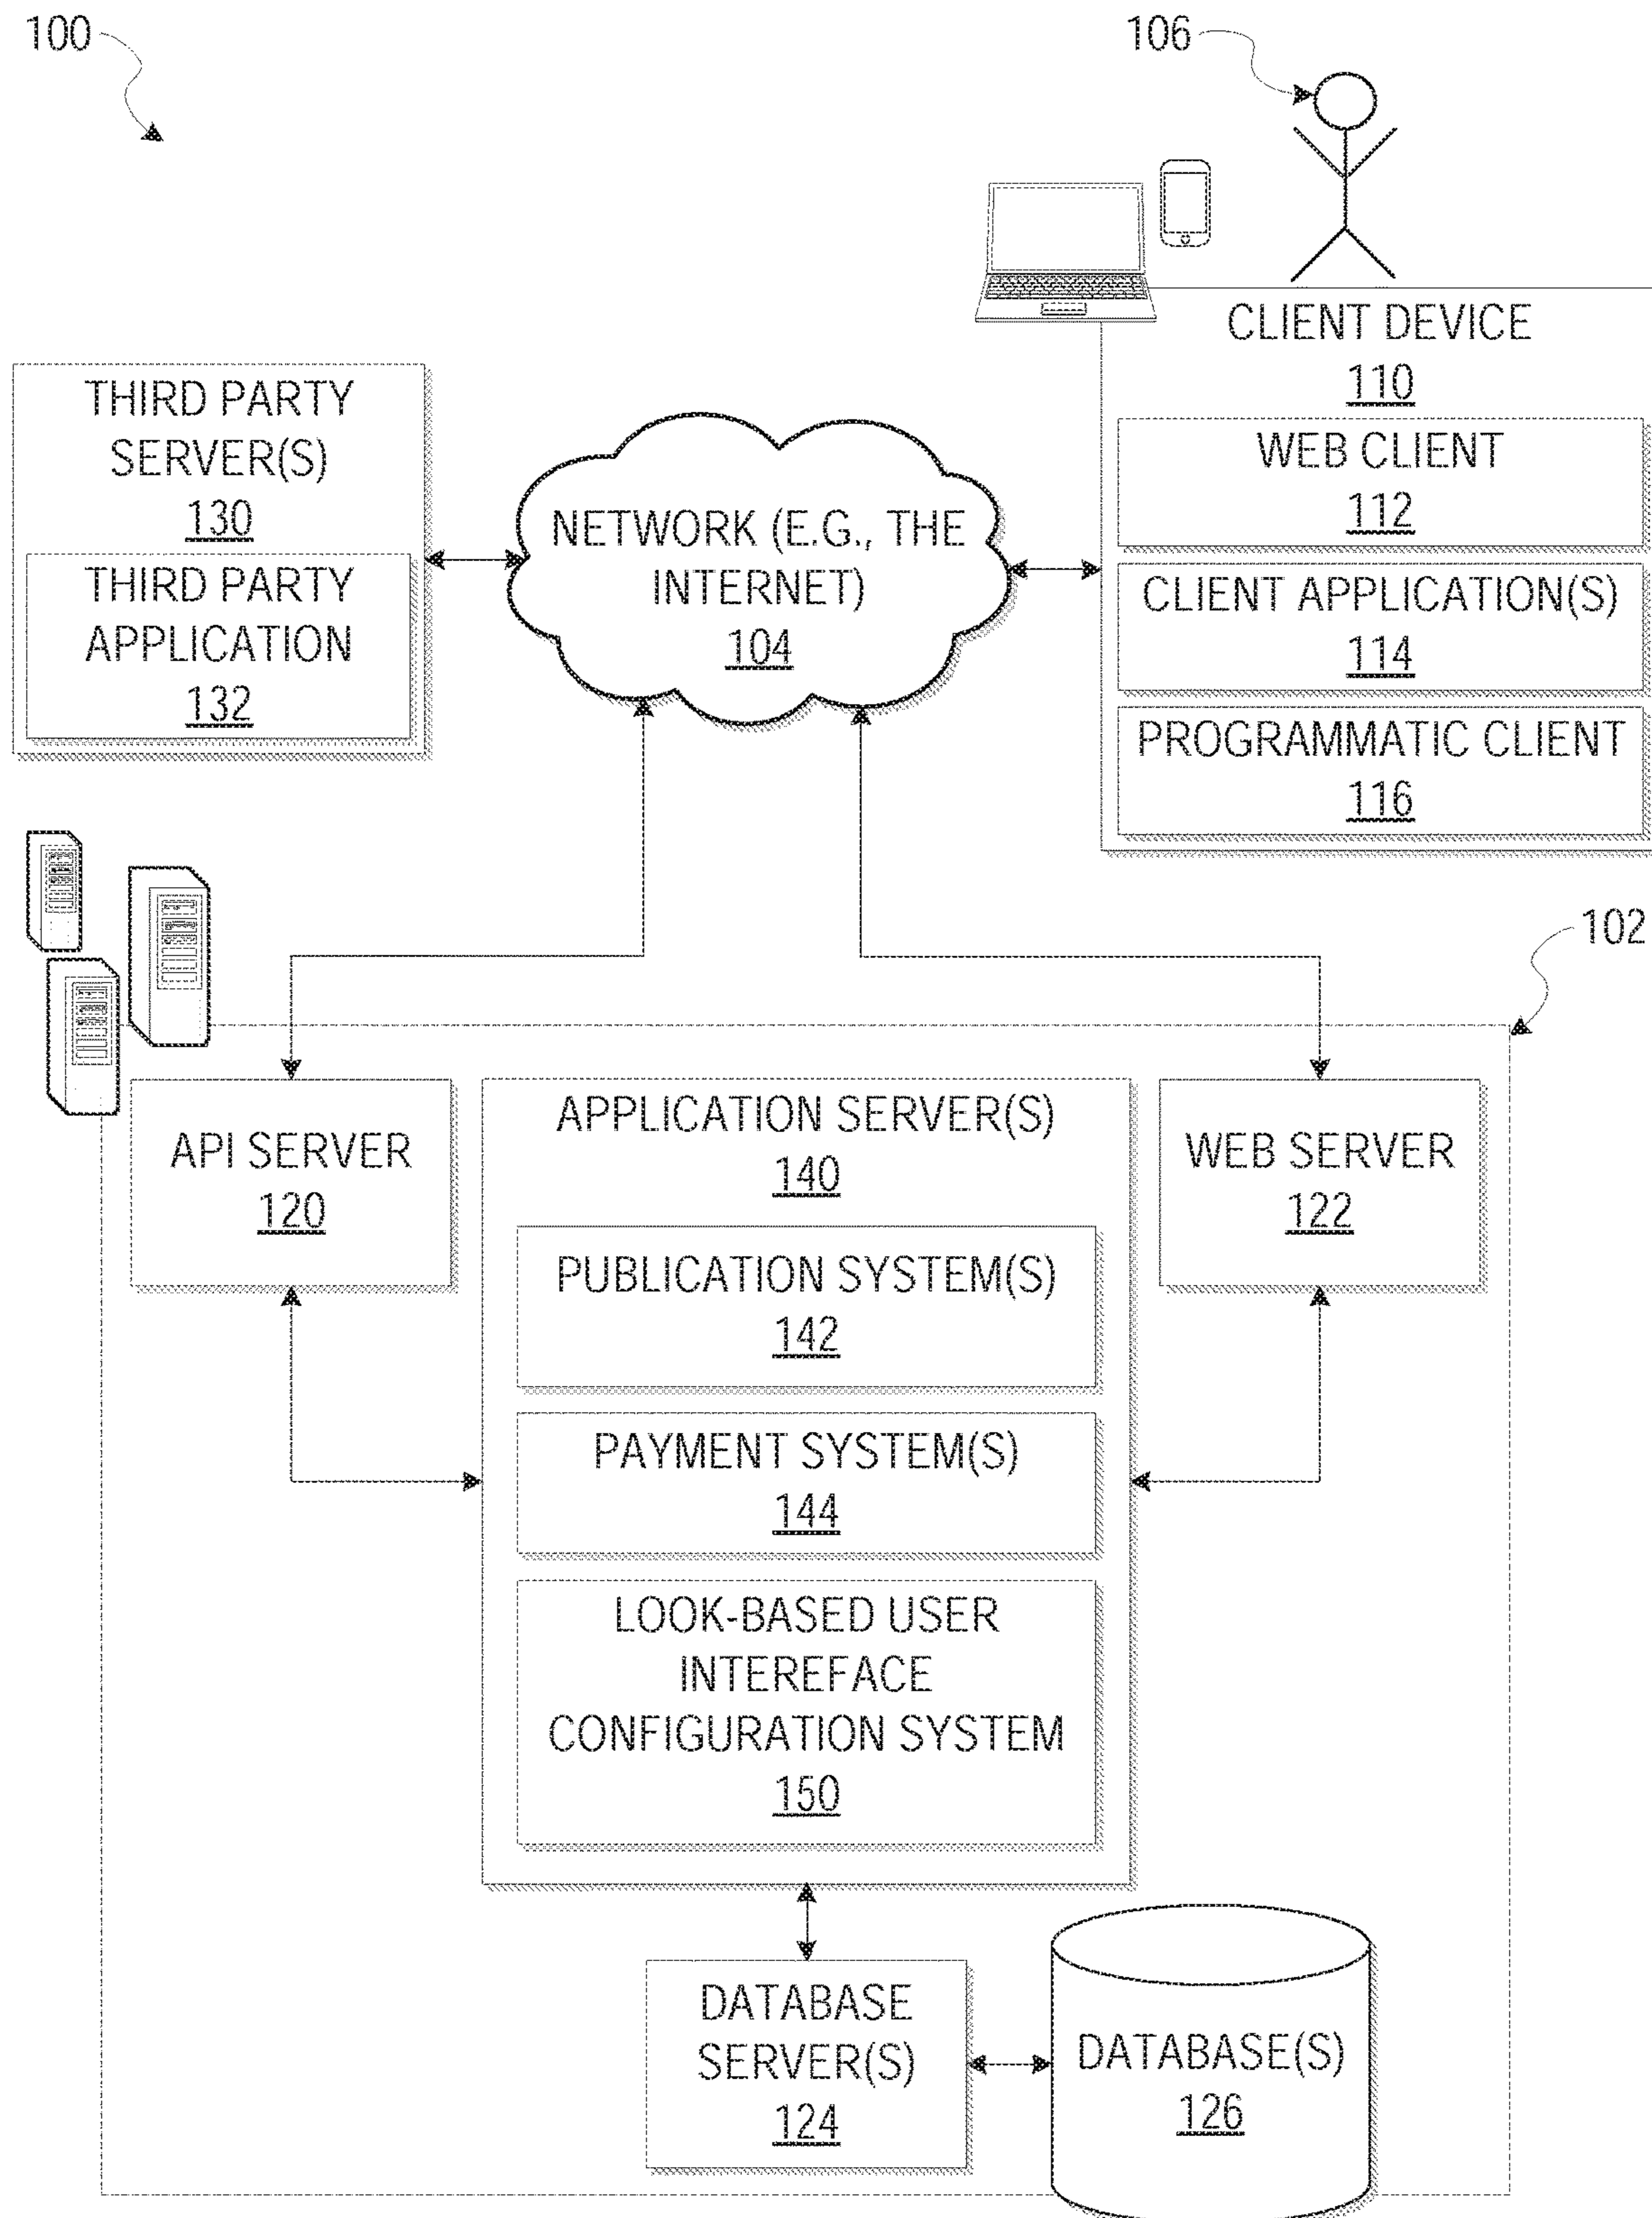 100
106
CLIENT DEVICE
110
WEB CLIENT
112
CLIENT APPLICATION(S)
114
PROGRAMMATIC CLIENT
116
THIRD PARTY
SERVER(S)
130
THIRD PARTY
APPLICATION
132
NETWORK (E.G., THE
INTERNET)
104
102
API SERVER
120
APPLICATION SERVER(S)
140
PUBLICATION SYSTEM(S)
142
PAYMENT SYSTEM(S)
144
LOOK-BASED USER
INTEREFACE
CONFIGURATION SYSTEM
150
WEB SERVER
122
DATABASE
SERVER(S)
124
DATABASE(S)
126